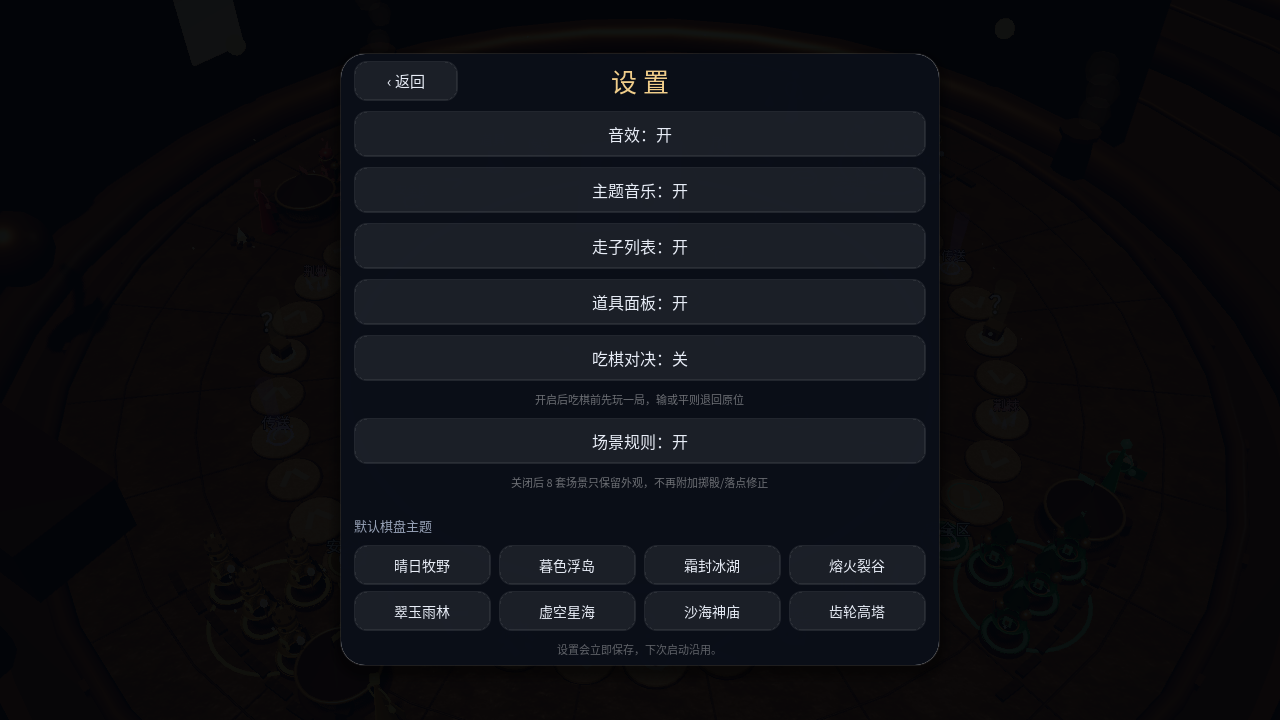 ‹ 返回
设置
音效：开
主题音乐：开
走子列表：开
道具面板：开
吃棋对决：关
开启后吃棋前先玩一局，输或平则退回原位
场景规则：开
关闭后 8 套场景只保留外观，不再附加掷骰/落点修正
默认棋盘主题
晴日牧野
暮色浮岛
霜封冰湖
熔火裂谷
翠玉雨林
虚空星海
沙海神庙
齿轮高塔
设置会立即保存，下次启动沿用。
?
?